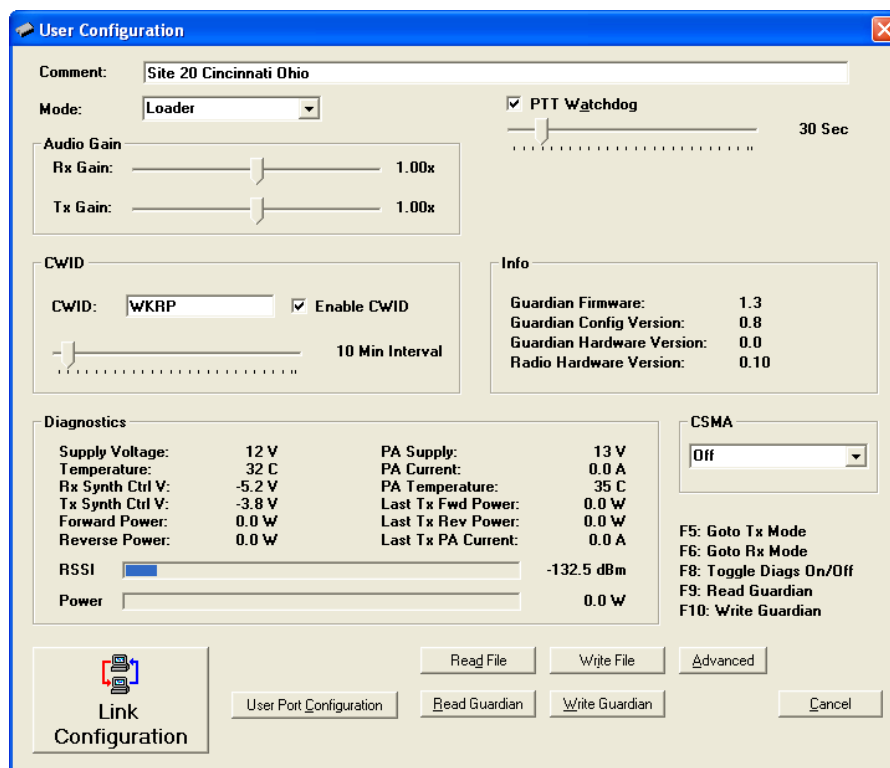 User Configuration
Comment: Site 20 Cincinnati Ohio
Mode: Loader
PTT Watchdog
30 Sec
Audio Gain
Rx Gain: 1.00x
Tx Gain: 1.00x
CWID
CWID: WKRP Enable CWID
10 Min Interval
Info
Guardian Firmware: 1.3
Guardian Config Version: 0.8
Guardian Hardware Version: 0.0
Radio Hardware Version: 0.10
Diagnostics
Supply Voltage: 12 V PA Supply: 13 V
Temperature: 32 C PA Current: 0.0 A
Rx Synth Ctrl V: -5.2 V PA Temperature: 35 C
Tx Synth Ctrl V: -3.8 V Last Tx Fwd Power: 0.0 W
Forward Power: 0.0 W Last Tx Rev Power: 0.0 W
Reverse Power: 0.0 W Last Tx PA Current: 0.0 A
RSSI -132.5 dBm
Power 0.0 W
CSMA
Off
F5: Goto Tx Mode
F6: Goto Rx Mode
F8: Toggle Diags On/Off
F9: Read Guardian
F10: Write Guardian
Link Configuration
User Port Configuration
Read File
Write File
Advanced
Read Guardian
Write Guardian
Cancel